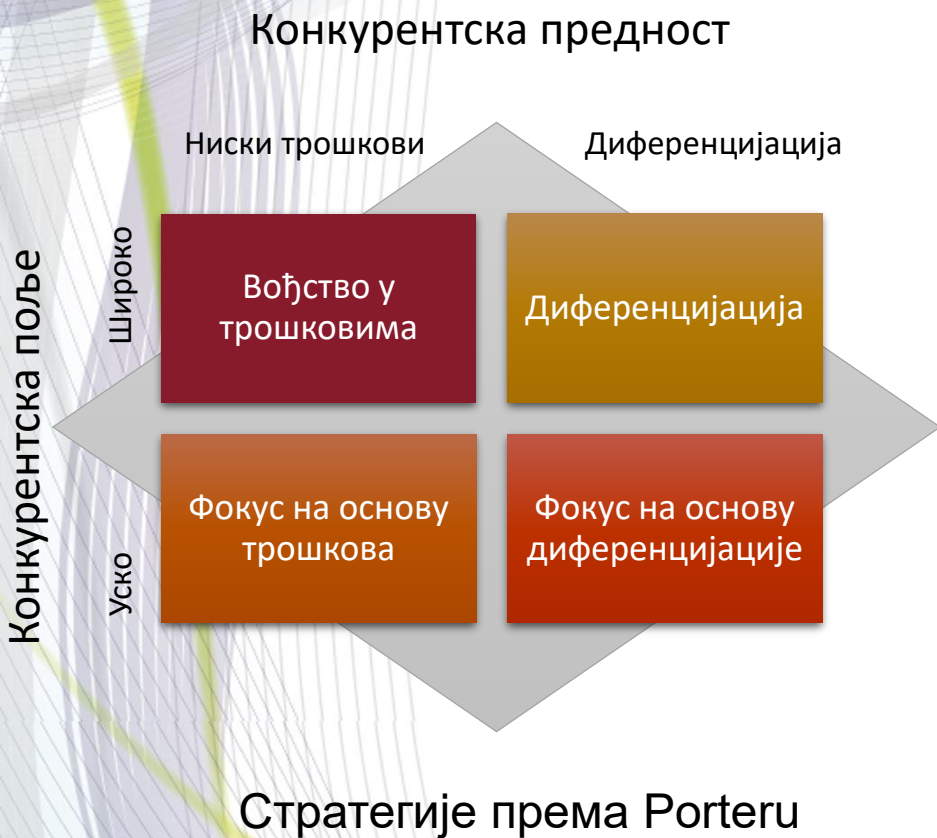 Конкурентска предност
Ниски трошкови
Диференцијација
Конкурентска поље
Широко
Вођство у
трошковима
Диференцијација
Уско
Фокус на основу
трошкова
Фокус на основу
диференцијације
Стратегије према Porteru